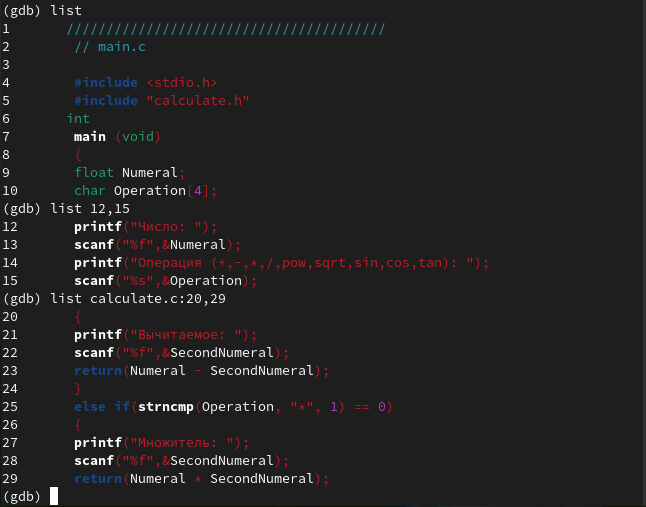 (gdb) list
1	////////////////////////////////////////
2	 // main.c
3
4	 #include <stdio.h>
5	 #include "calculate.h"
6	int
7	 main (void)
8	 {
9	 float Numeral;
10	 char Operation[4];
(gdb) list 12,15
12	 printf("Число: ");
13	 scanf("%f",&Numeral);
14	 printf("Операция (+,-,*,/,pow,sqrt,sin,cos,tan): ");
15	 scanf("%s",&Operation);
(gdb) list calculate.c:20,29
20	 {
21	 printf("Вычитаемое: ");
22	 scanf("%f",&SecondNumeral);
23	 return(Numeral - SecondNumeral);
24	 }
25	 else if(strncmp(Operation, "*", 1) == 0)
26	 {
27	 printf("Множитель: ");
28	 scanf("%f",&SecondNumeral);
29	 return(Numeral * SecondNumeral);
(gdb)